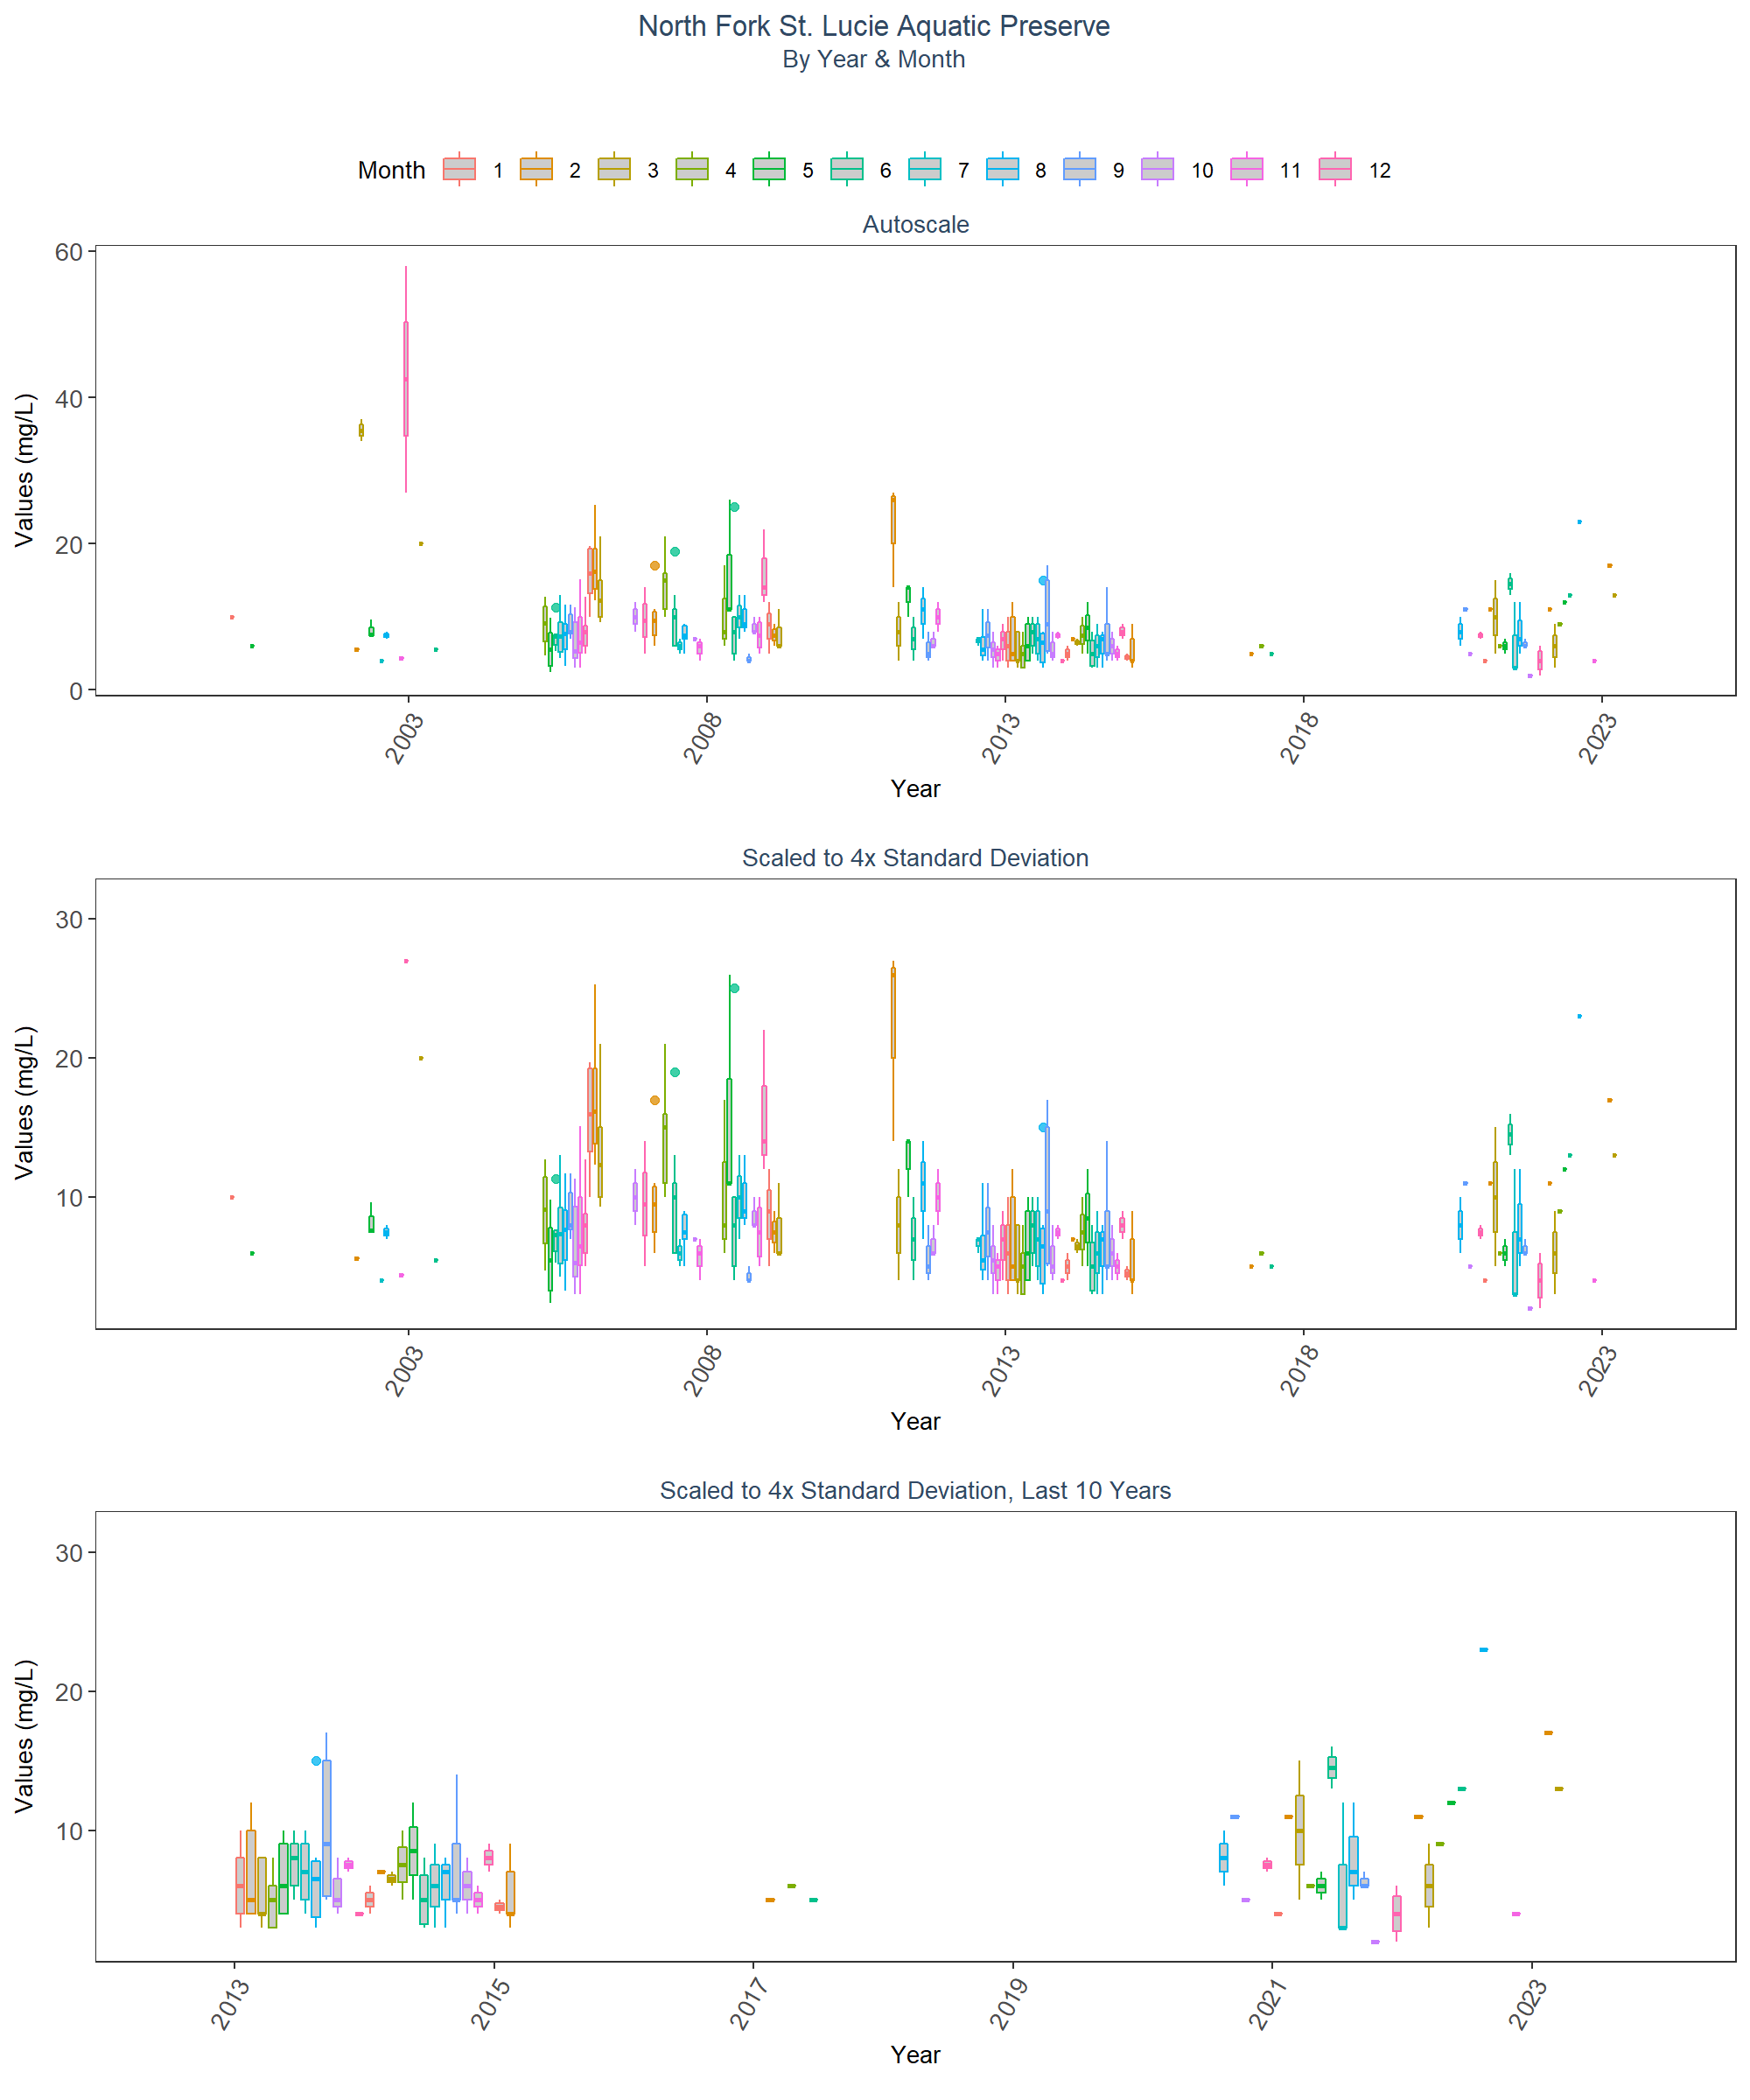 North Fork St. Lucie Aquatic Preserve
By Year & Month
Month 1 2 3 4 5 6 7 8 9 10 11 12
Autoscale
Values (mg/L)
60
40
20
0
2003 2008 2013 2018 2023
Year
Scaled to 4x Standard Deviation
Values (mg/L)
30
20
10
2003 2008 2013 2018 2023
Year
Scaled to 4x Standard Deviation, Last 10 Years
Values (mg/L)
30
20
10
2013 2015 2017 2019 2021 2023
Year